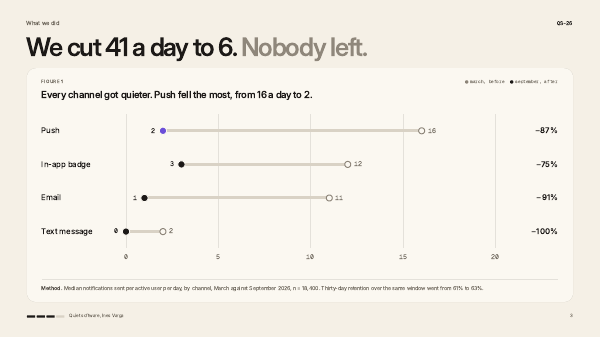 What we did
05–26
We cut 41 a day to 6. Nobody left.
FIGURE 1
march, before september, after
Every channel got quieter. Push fell the most, from 16 a day to 2.
Push 2 16 −87%
In-app badge 3 12 −75%
Email 1 11 −91%
Text message 0 2 −100%
0 5 10 15 20
Method. Median notifications sent per active user per day, by channel, March against September 2026, n = 18,400. Thirty-day retention over the same window went from 61% to 63%.
Quiet software, Ines Varga 3